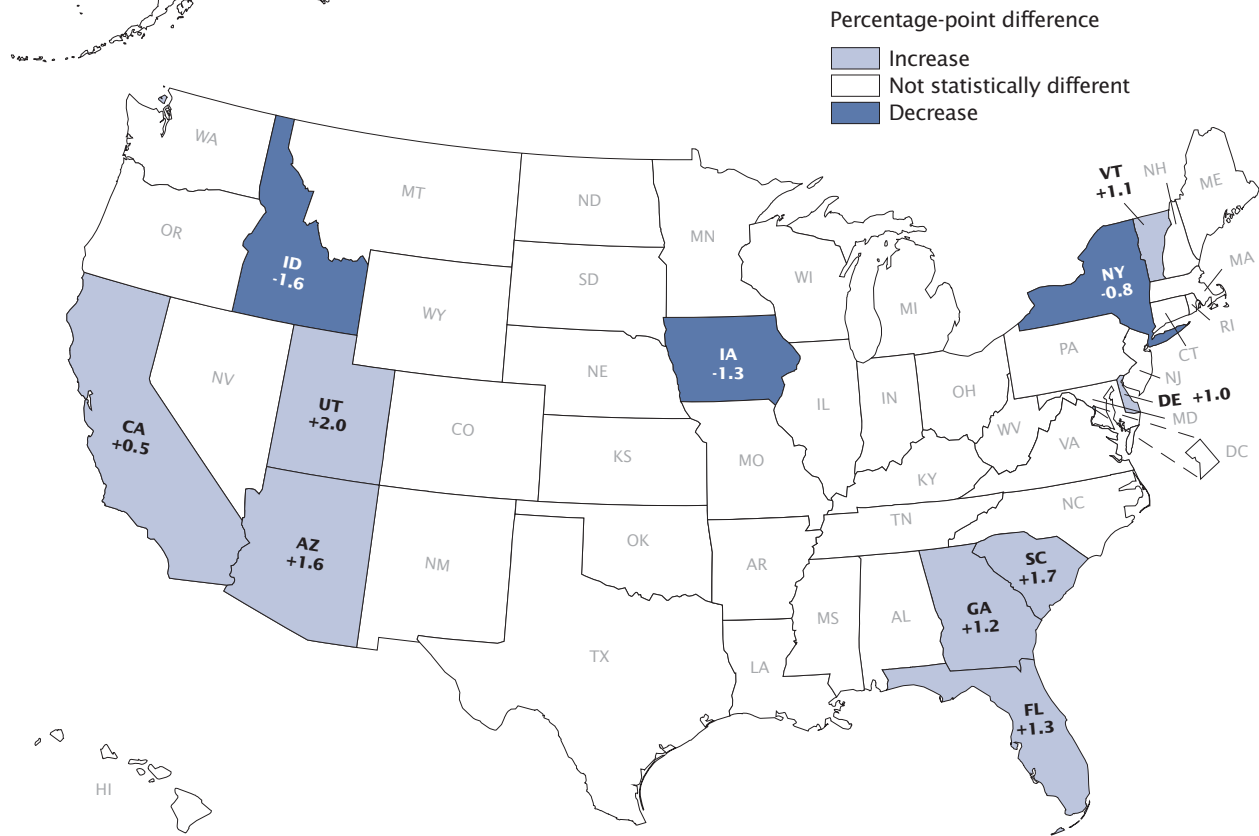 Percentage-point difference
Increase
Not statistically different
Decrease
WA
MT
ND
MN
VT
+1.1
NH
ME
OR
ID
-1.6
SD
WI
MI
NY
-0.8
MA
WY
RI
IA
-1.3
PA
CT
NV
NE
NJ
UT
+2.0
IL
IN
OH
DE +1.0
MD
CA
+0.5
CO
KS
MO
WV
VA
DC
KY
AZ
+1.6
NM
OK
AR
TN
NC
SC
+1.7
MS
AL
GA
+1.2
TX
LA
FL
+1.3
HI